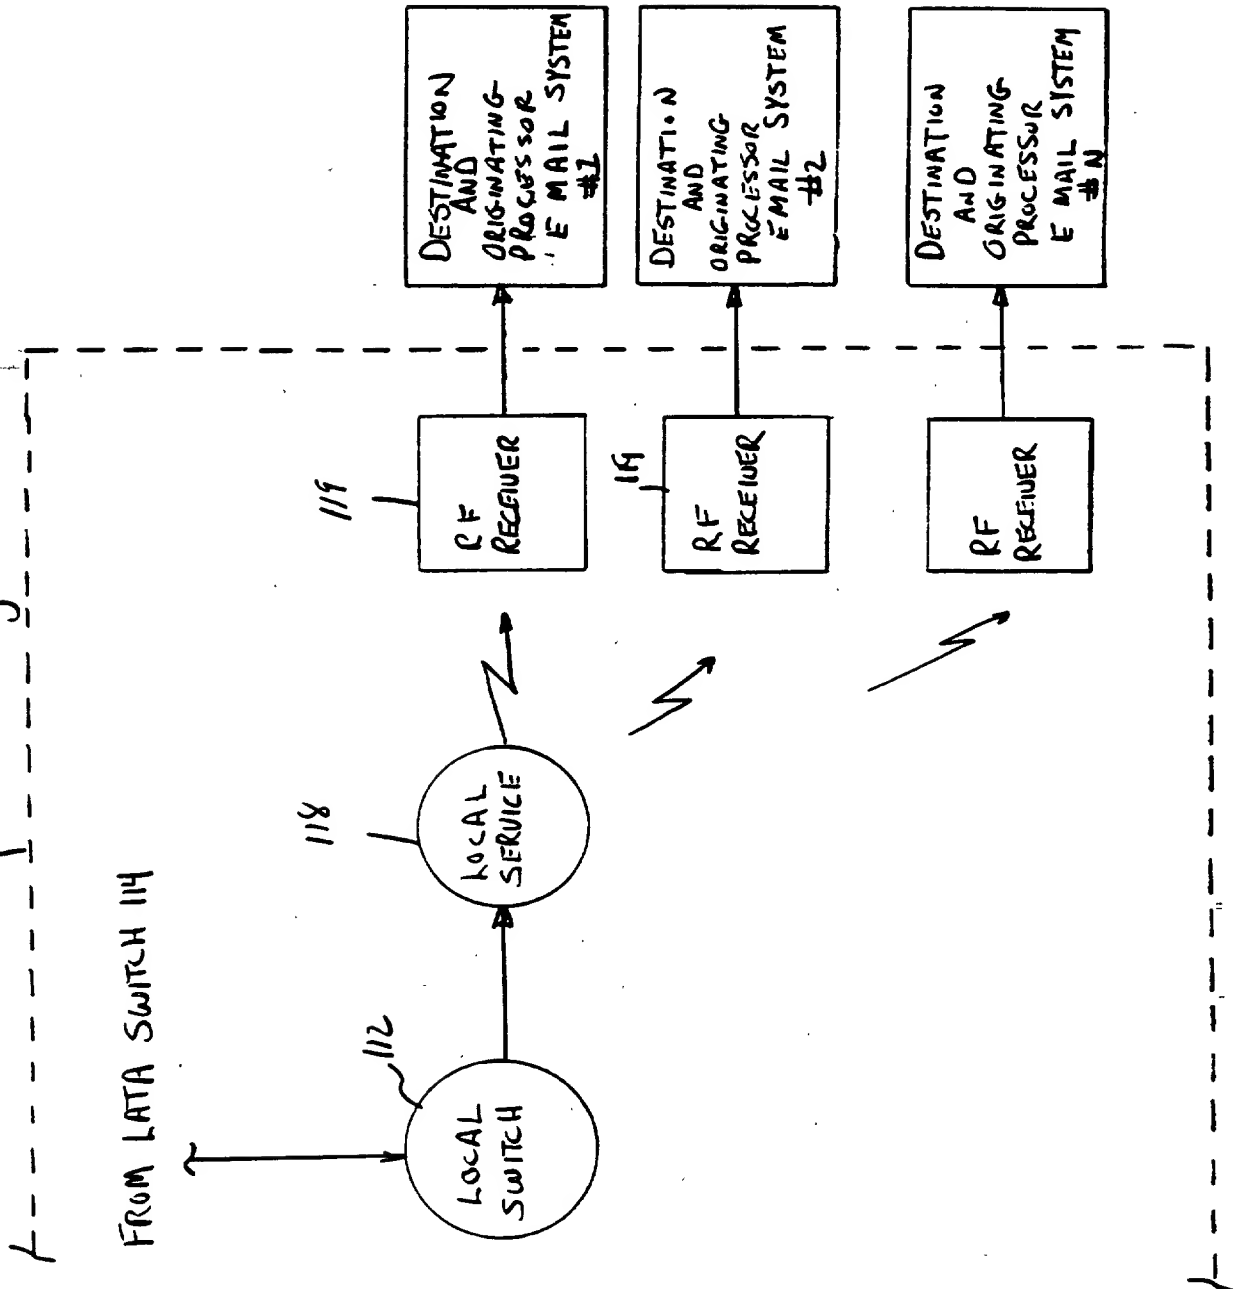 FROM LATA SWITCH 114
112
LOCAL
SWITCH
118
LOCAL
SERVICE
119
RF
RECEIVER
119
RF
RECEIVER
RF
RECEIVER
DESTINATION
AND
ORIGINATING
PROCESSOR
E MAIL SYSTEM
#1
DESTINATION
AND
ORIGINATING
PROCESSOR
EMAIL SYSTEM
#2
DESTINATION
AND
ORIGINATING
PROCESSOR
E MAIL SYSTEM
#N